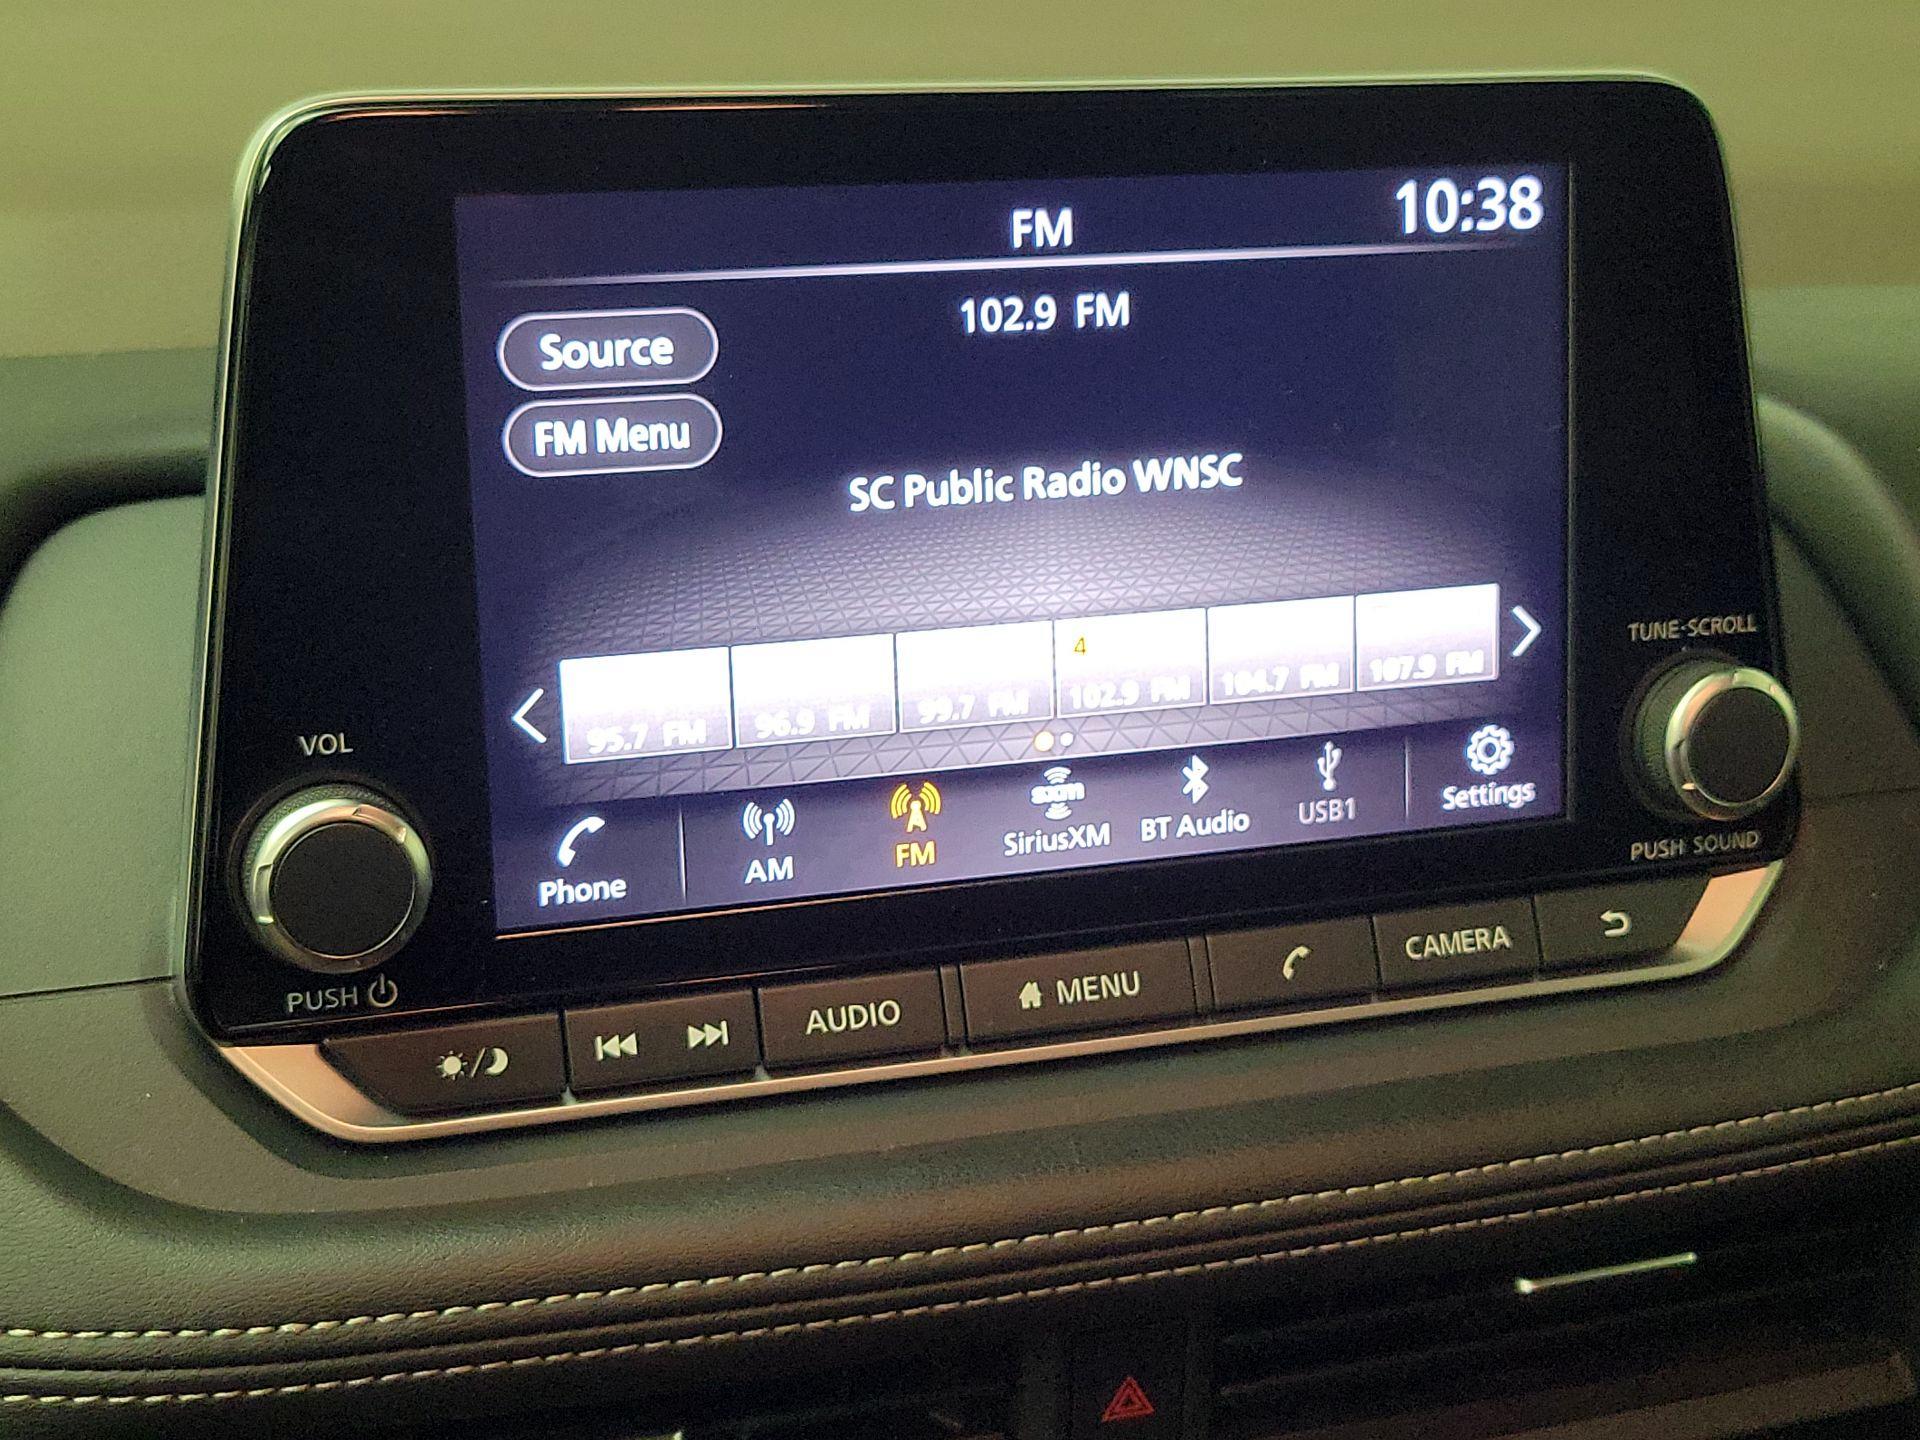 FM
10:38
102.9 FM
Source
FM Menu
SC Public Radio WNSC
4
95.7 FM
96.9 FM
99.7 FM
102.9 FM
104.7 FM
107.9 FM
Phone
AM
FM
sxm
SiriusXM
BT Audio
USB1
Settings
VOL
PUSH
TUNE·SCROLL
PUSH SOUND
AUDIO
MENU
CAMERA